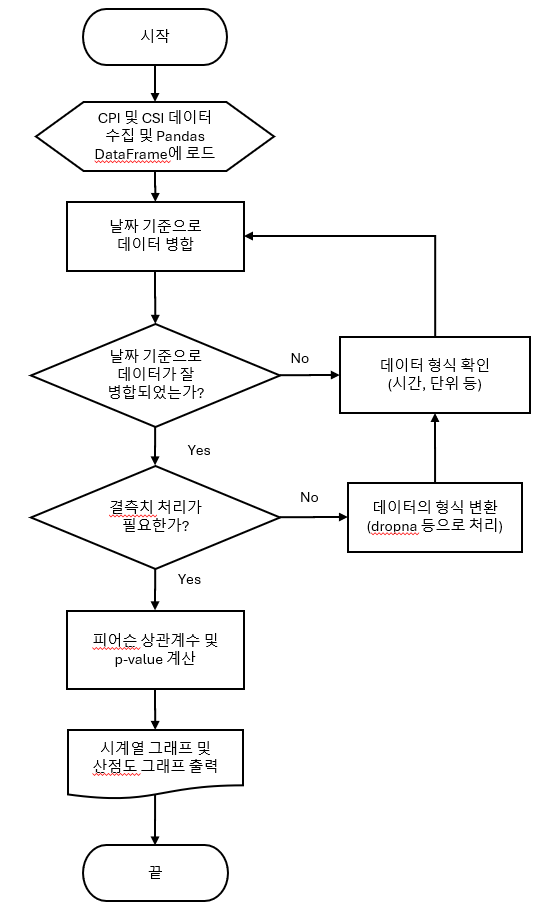 시작
CPI 및 CSI 데이터
수집 및 Pandas
DataFrame에 로드
날짜 기준으로
데이터 병합
날짜 기준으로
데이터가 잘
병합되었는가?
No
데이터 형식 확인
(시간, 단위 등)
Yes
결측치 처리가
필요한가?
No
데이터의 형식 변환
(dropna 등으로 처리)
Yes
피어슨 상관계수 및
p-value 계산
시계열 그래프 및
산점도 그래프 출력
끝